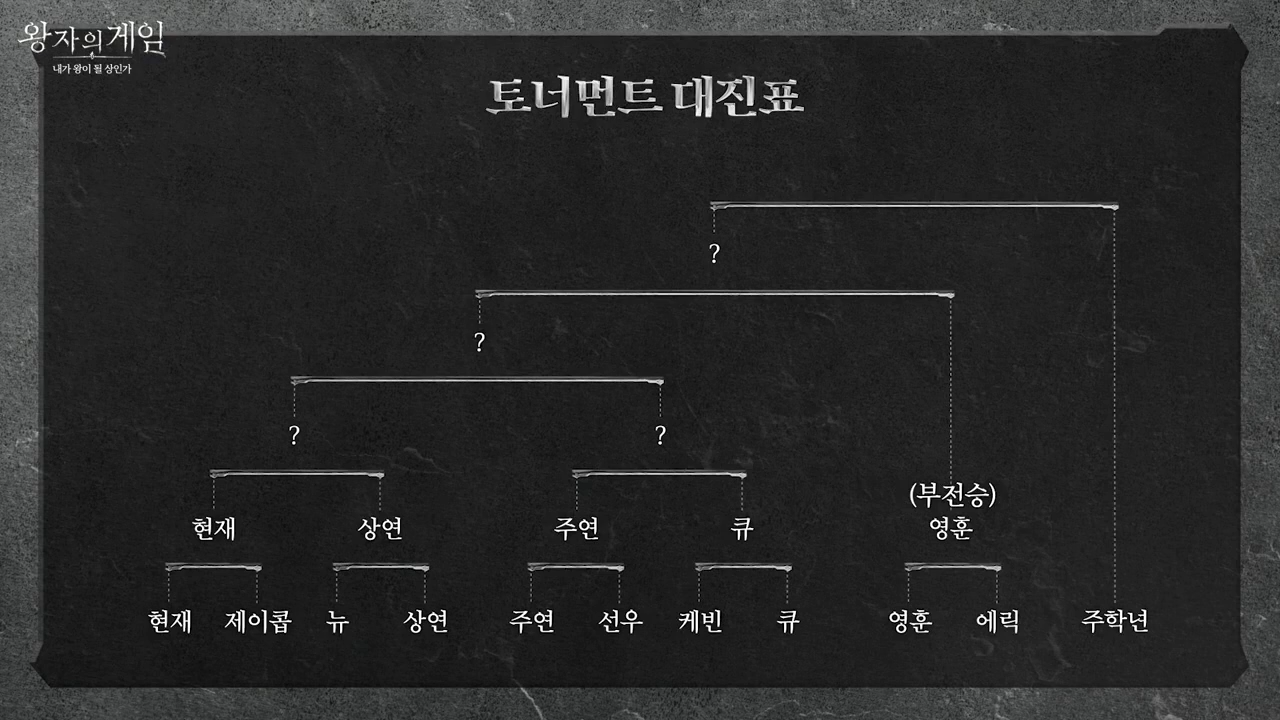 왕자의게임
내가 왕이 될 상인가
토너먼트 대진표
?
?
? ?
(부전승)
현재 상연 주연 큐 영훈
현재 제이콥 뉴 상연 주연 선우 케빈 큐 영훈 에릭 주학년